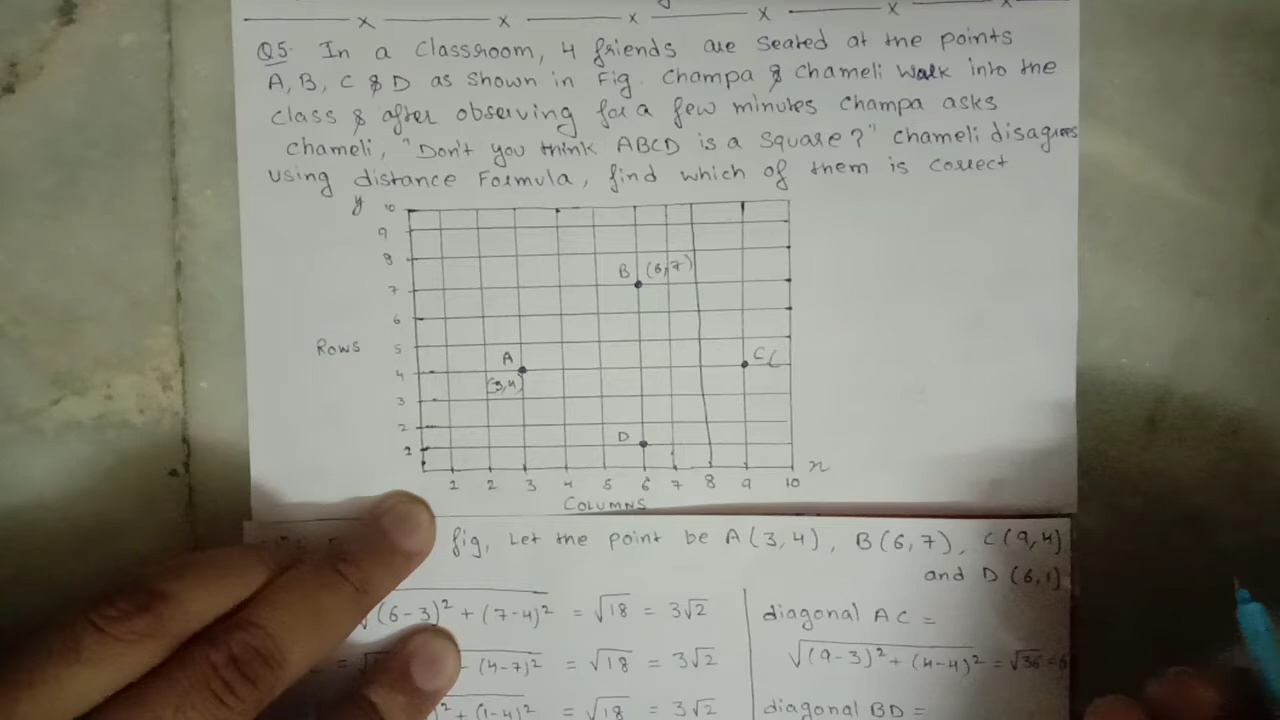 x x x x x x
Q5. In a classroom, 4 friends are seated at the points
A, B, C & D as shown in Fig. Champa & Chameli walk into the
class & after observing for a few minutes Champa asks
chameli, "Don't you think ABCD is a square?" chameli disagrees
using distance Formula, find which of them is correct
y 10
9
8
B (6,7)
7
6
Rows 5
A
C (
4
(3,4)
3
2
D
1
1 2 3 4 5 6 7 8 9 10 x
COLUMNS
fig, Let the point be A(3,4), B(6,7), C(9,4)
and D (6,1)
√(6-3)² + (7-4)² = √18 = 3√2
diagonal AC =
(4-7)² = √18 = 3√2
√(9-3)² + (4-4)² = √36 = 6
² + (1-4)² = √18 = 3√2
diagonal BD =